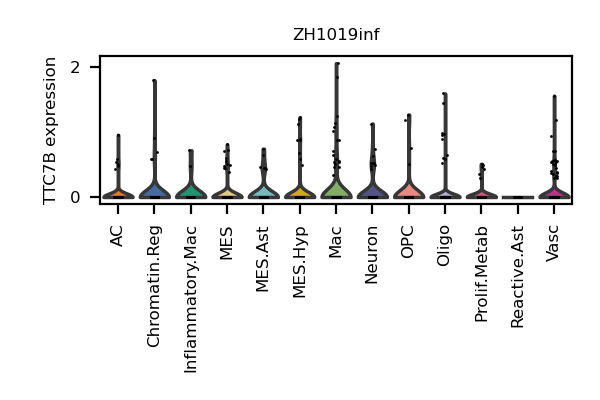 ZH1019inf
TTC7B expression
2
0
AC
Chromatin.Reg
Inflammatory.Mac
MES
MES.Ast
MES.Hyp
Mac
Neuron
OPC
Oligo
Prolif.Metab
Reactive.Ast
Vasc